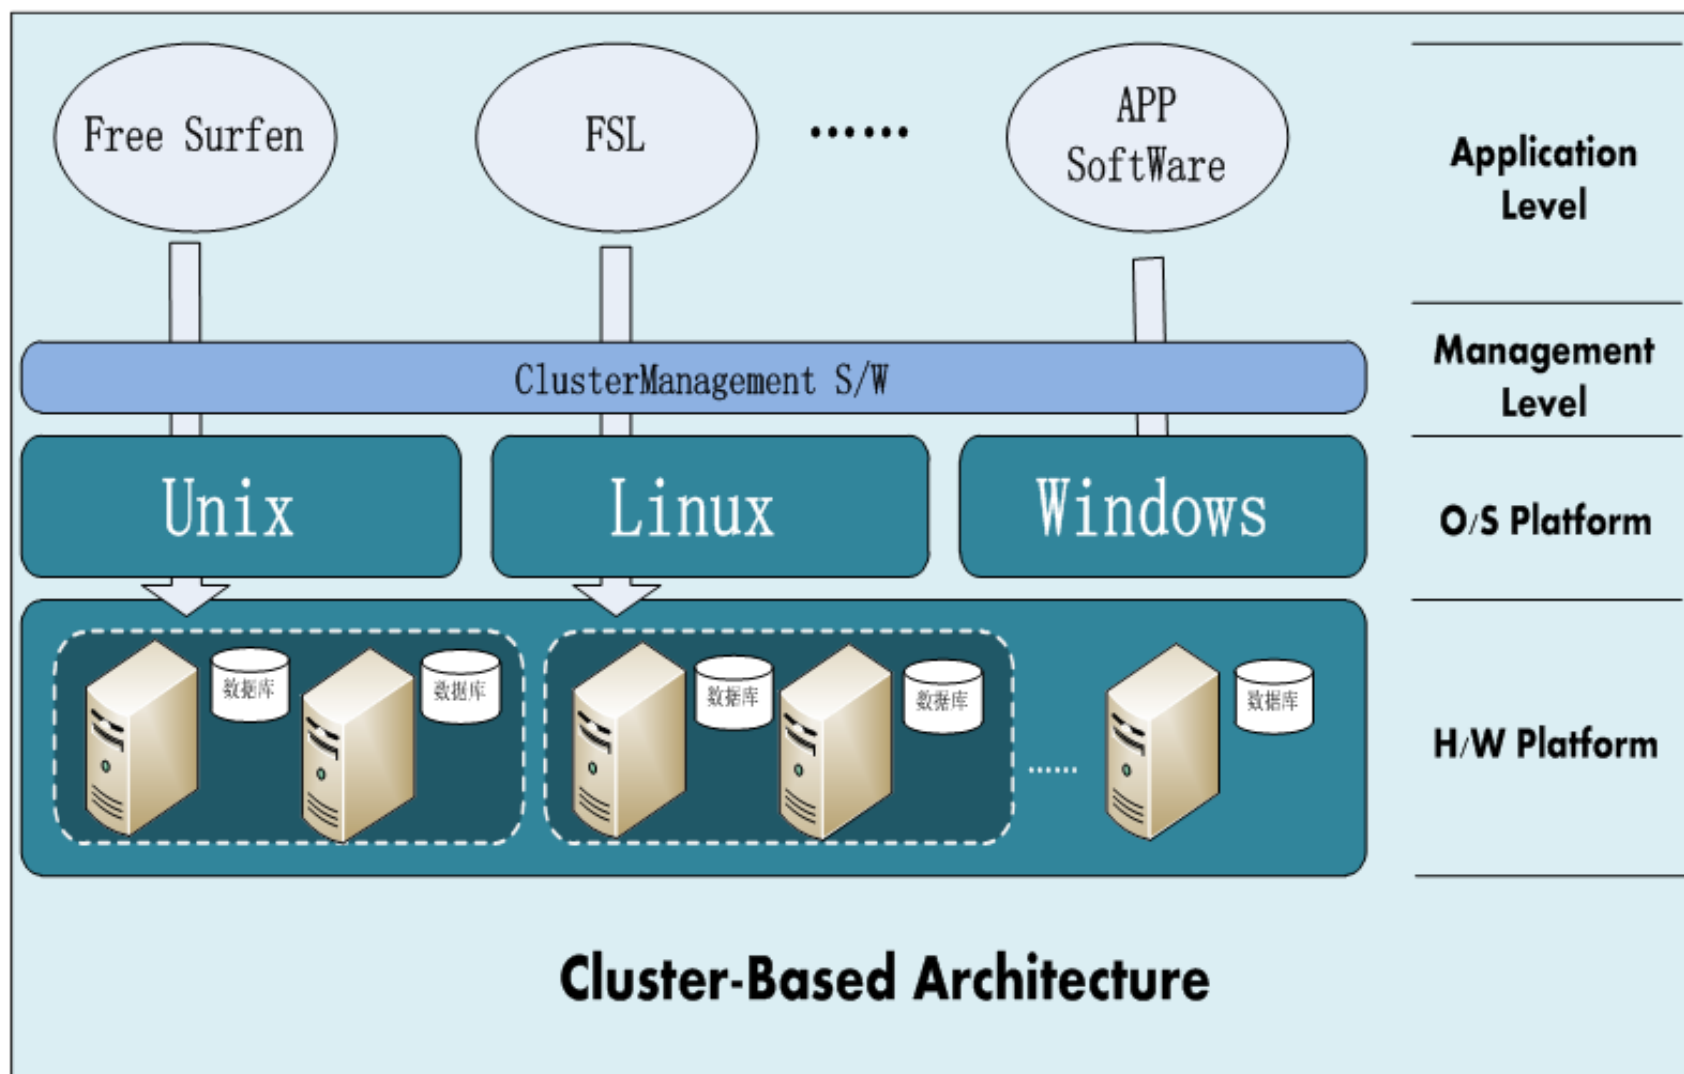 Free Surfen
FSL
……
APP
SoftWare
Application
Level
ClusterManagement S/W
Management
Level
Unix
Linux
Windows
O/S Platform
数据库
数据库
数据库
数据库
……
数据库
H/W Platform
Cluster-Based Architecture